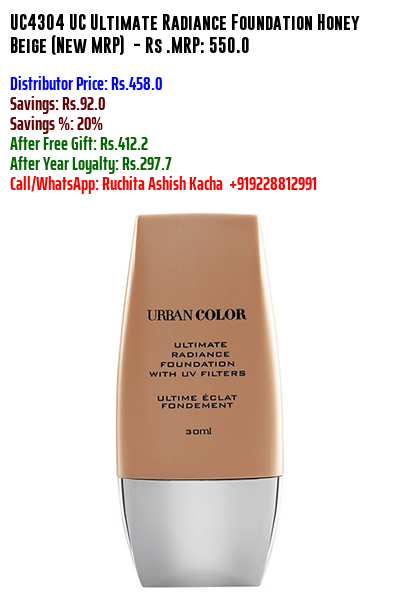 UC4304 UC Ultimate Radiance Foundation Honey
Beige (New MRP) - Rs .MRP: 550.0
Distributor Price: Rs.458.0
Savings: Rs.92.0
Savings %: 20%
After Free Gift: Rs.412.2
After Year Loyalty: Rs.297.7
Call/WhatsApp: Ruchita Ashish Kacha +919228812991
URBAN COLOR
ULTIMATE
RADIANCE
FOUNDATION
WITH UV FILTERS
ULTIME ÉCLAT
FONDEMENT
30ml